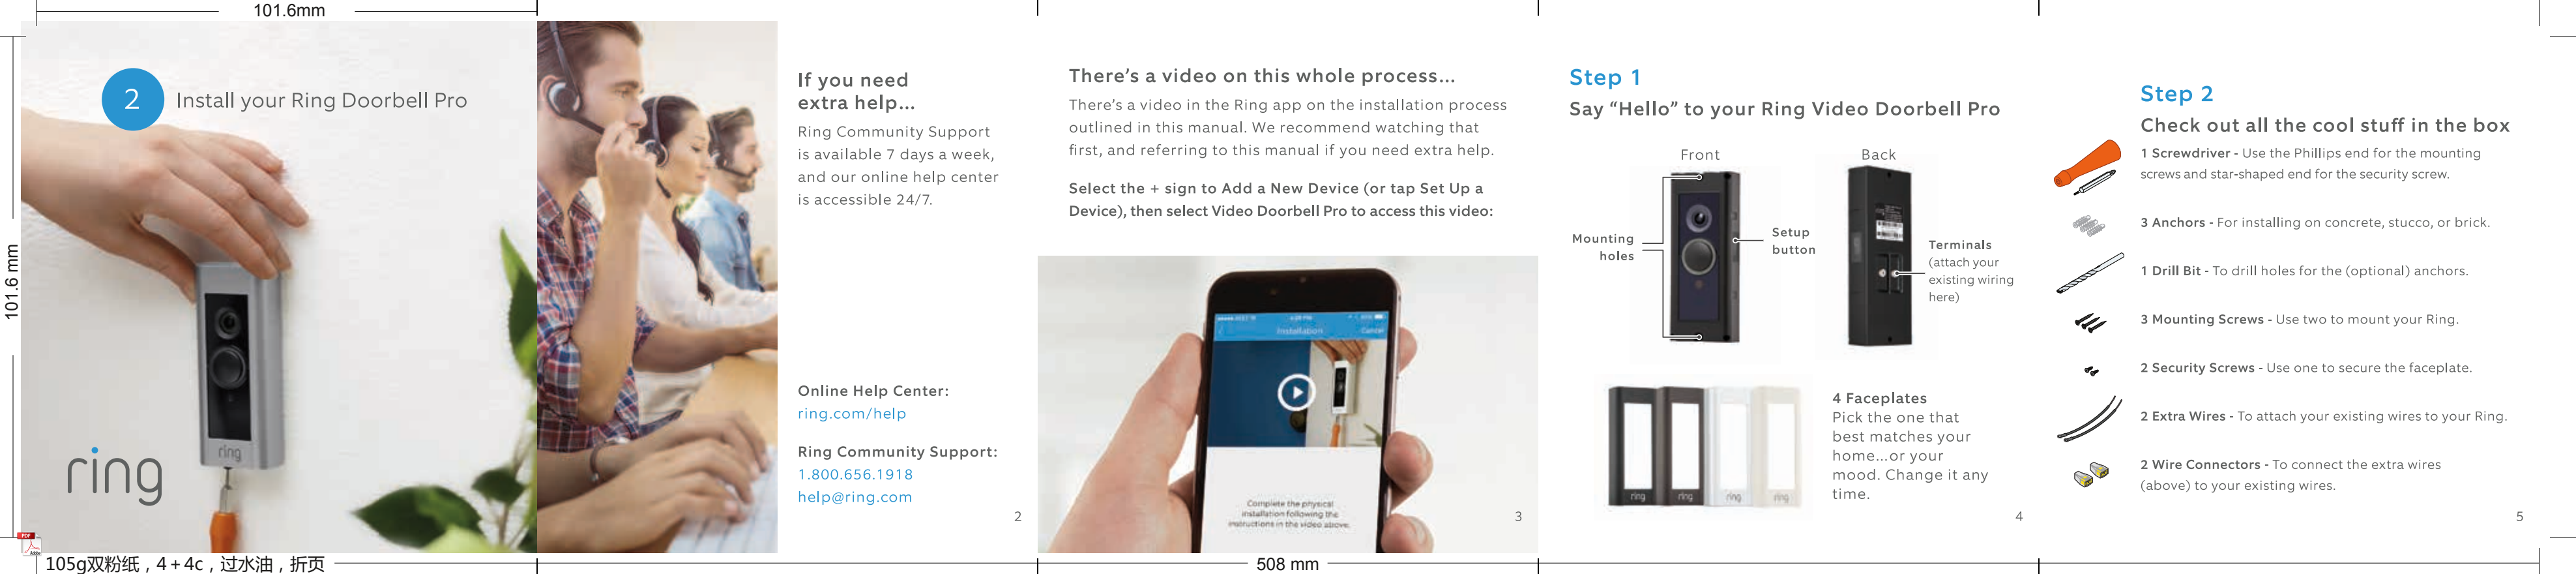 101.6mm
101.6 mm
2
Install your Ring Doorbell Pro
ring
ring
PDF
Adobe
105g双粉纸，4+4c，过水油，折页
If you need
extra help...
Ring Community Support
is available 7 days a week,
and our online help center
is accessible 24/7.
Online Help Center:
ring.com/help
Ring Community Support:
1.800.656.1918
help@ring.com
2
There's a video on this whole process...
There's a video in the Ring app on the installation process
outlined in this manual. We recommend watching that
first, and referring to this manual if you need extra help.
Select the + sign to Add a New Device (or tap Set Up a
Device), then select Video Doorbell Pro to access this video:
Installation
Cancel
Complete the physical
installation following the
instructions in the video above.
3
508 mm
Step 1
Say “Hello” to your Ring Video Doorbell Pro
Front
Back
Mounting
holes
Setup
button
Terminals
(attach your
existing wiring
here)
ring
ring
ring
ring
4 Faceplates
Pick the one that
best matches your
home...or your
mood. Change it any
time.
4
Step 2
Check out all the cool stuff in the box
1 Screwdriver - Use the Phillips end for the mounting
screws and star-shaped end for the security screw.
3 Anchors - For installing on concrete, stucco, or brick.
1 Drill Bit - To drill holes for the (optional) anchors.
3 Mounting Screws - Use two to mount your Ring.
2 Security Screws - Use one to secure the faceplate.
2 Extra Wires - To attach your existing wires to your Ring.
2 Wire Connectors - To connect the extra wires
(above) to your existing wires.
5